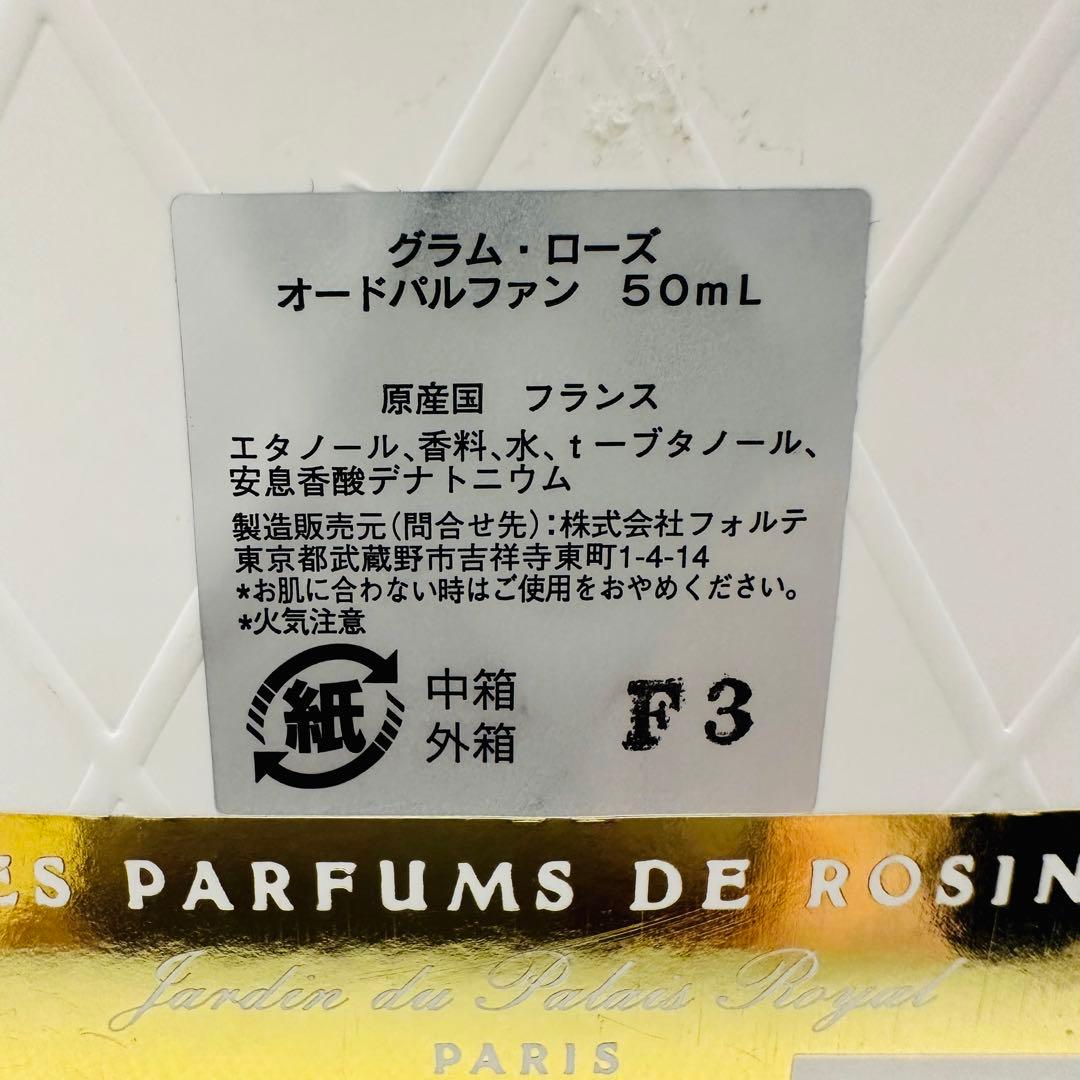 グラム・ローズ
オードパルファン 50mL
原産国 フランス
エタノール、香料、水、t－ブタノール、
安息香酸デナトニウム
製造販売元(問合せ先):株式会社フォルテ
東京都武蔵野市吉祥寺東町1-4-14
*お肌に合わない時はご使用をおやめください。
*火気注意
紙
中箱
外箱
F3
ES PARFUMS DE ROSIN
Jardin du Palais Royal
PARIS